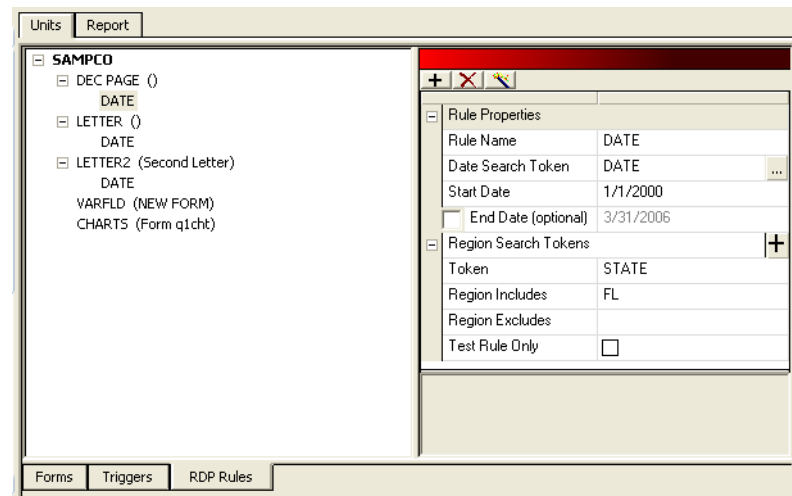 Units Report
SAMPCO
DEC PAGE ()
DATE
LETTER ()
DATE
LETTER2 (Second Letter)
DATE
VARFLD (NEW FORM)
CHARTS (Form q1cht)
Rule Properties
Rule Name DATE
Date Search Token DATE ...
Start Date 1/1/2000
End Date (optional) 3/31/2006
Region Search Tokens
Token STATE
Region Includes FL
Region Excludes
Test Rule Only
Forms Triggers RDP Rules